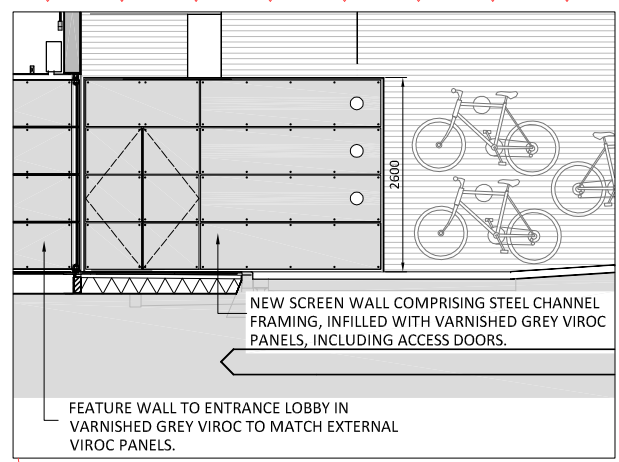 2600
NEW SCREEN WALL COMPRISING STEEL CHANNEL
FRAMING, INFILLED WITH VARNISHED GREY VIROC
PANELS, INCLUDING ACCESS DOORS.
FEATURE WALL TO ENTRANCE LOBBY IN
VARNISHED GREY VIROC TO MATCH EXTERNAL
VIROC PANELS.